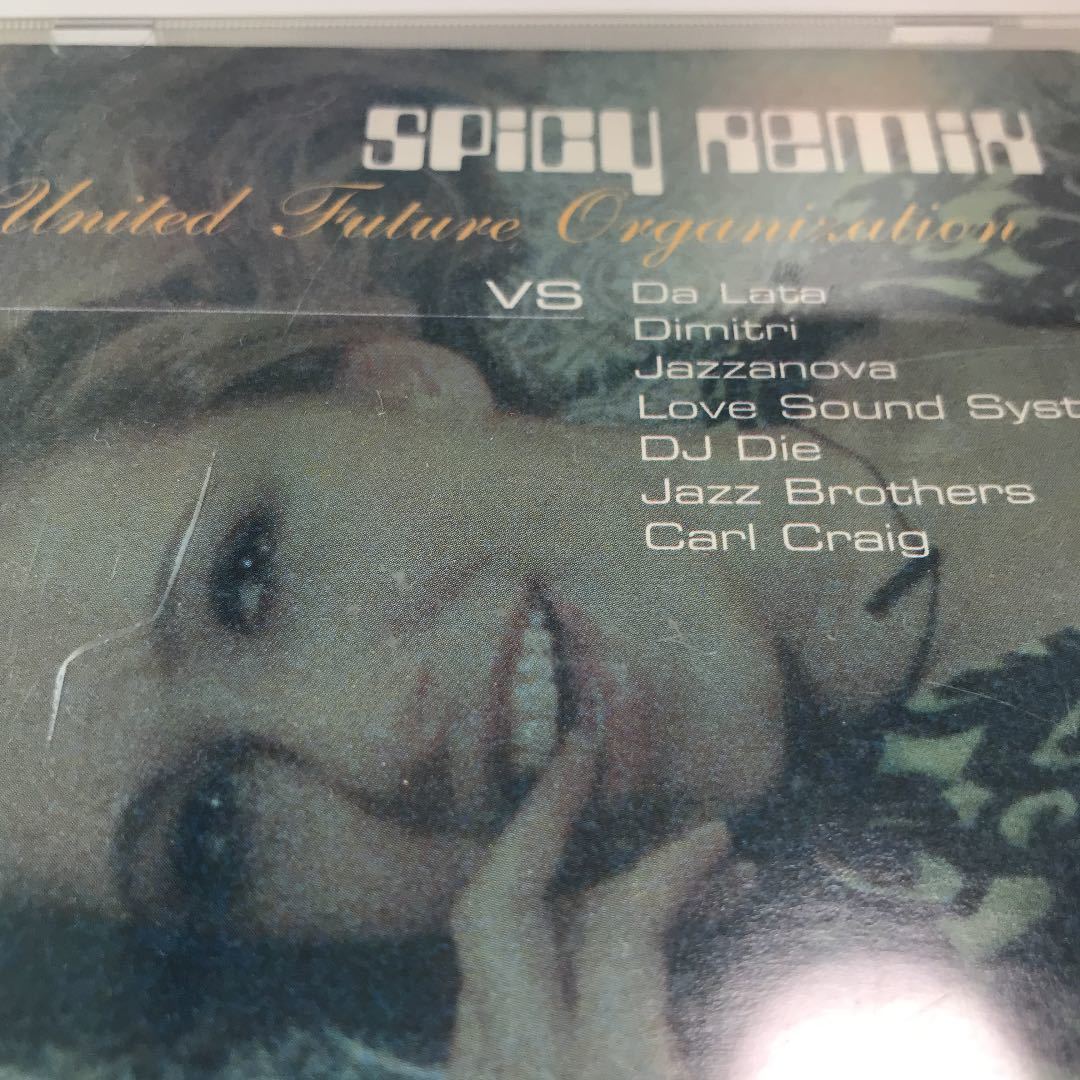 SPiCy Remix
United Future Organization
VS Da Lata
Dimitri
Jazzanova
Love Sound Syst
DJ Die
Jazz Brothers
Carl Craig